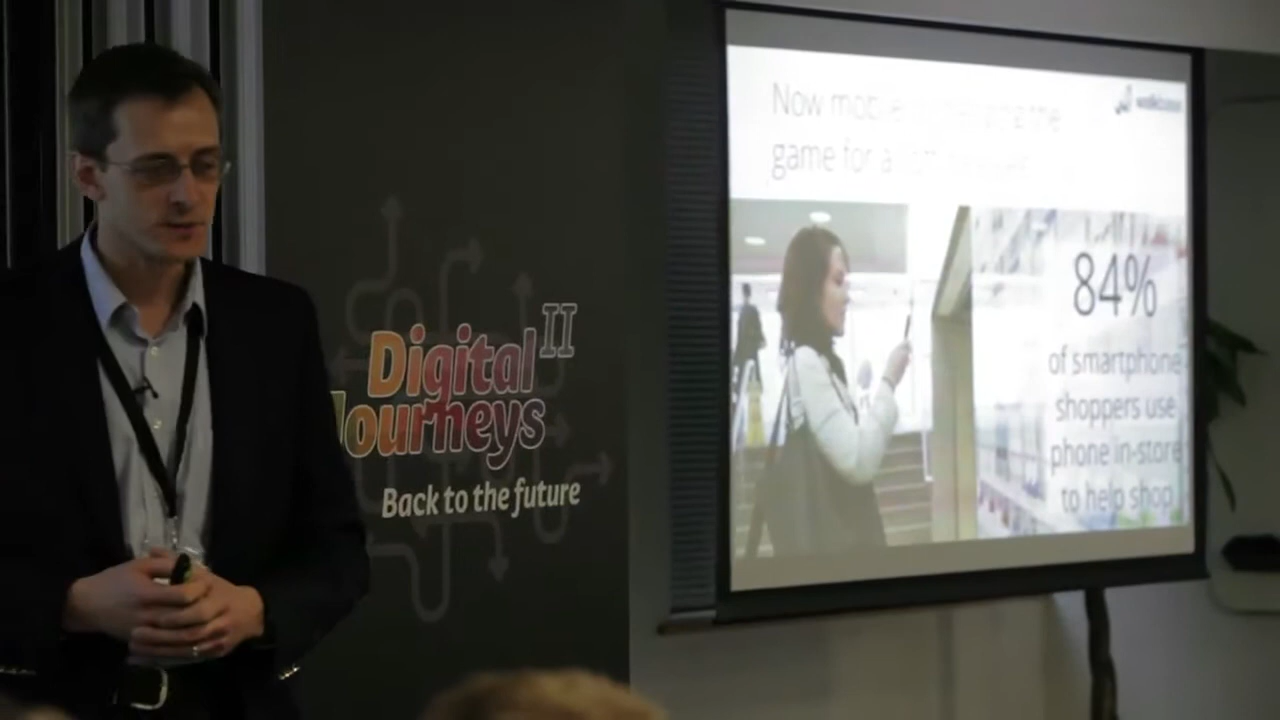 Digital II
Journeys
Back to the future
Now mobile the
game for
84%
of smartphone
shoppers use
phone in-store
to help shop